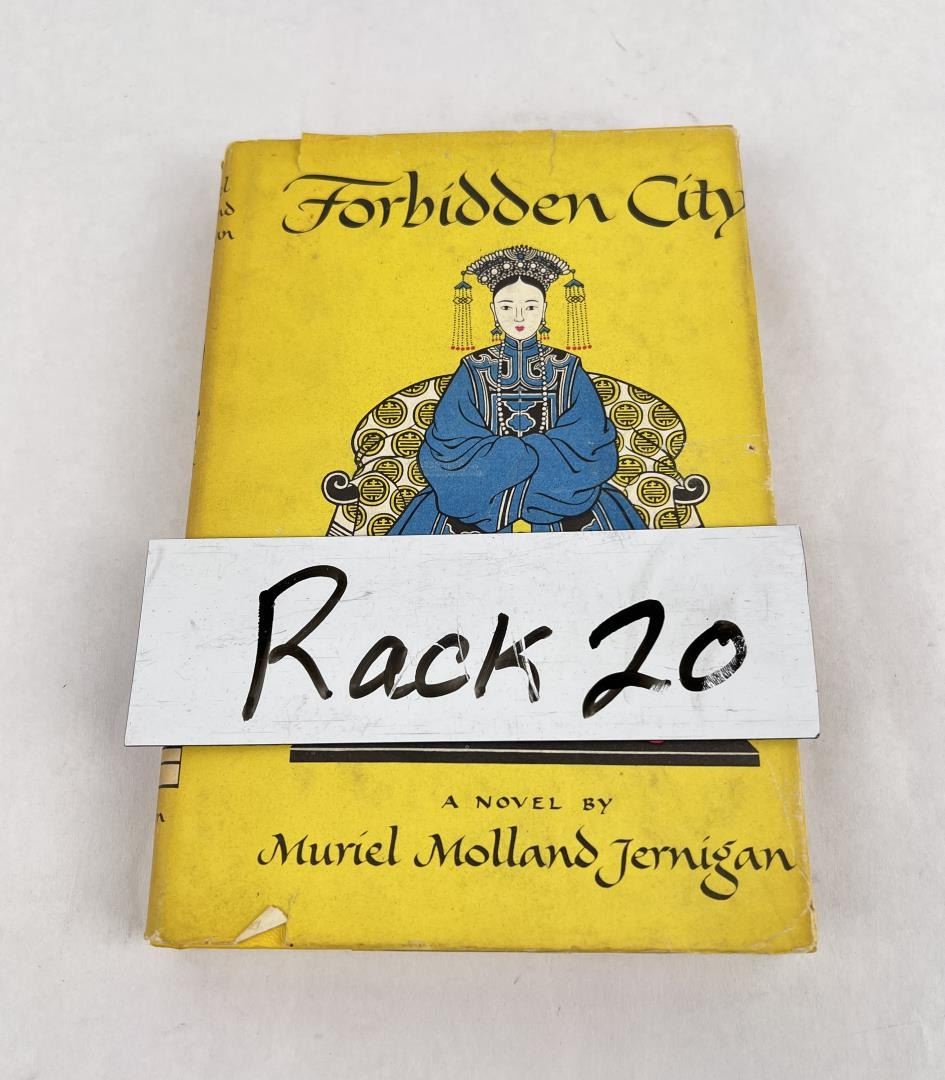 Forbidden City
Rack 20
A NOVEL BY
Muriel Molland Jernigan